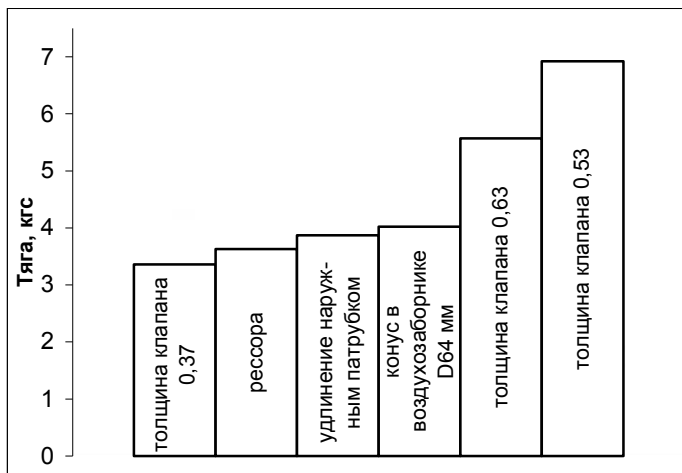 Тяга, кгс
7
6
5
4
3
2
1
0
толщина клапана
0,37
рессора
удлинение наруж-
ным патрубком
конус в
воздухозаборнике
D64 мм
толщина клапана 0,63
толщина клапана 0,53